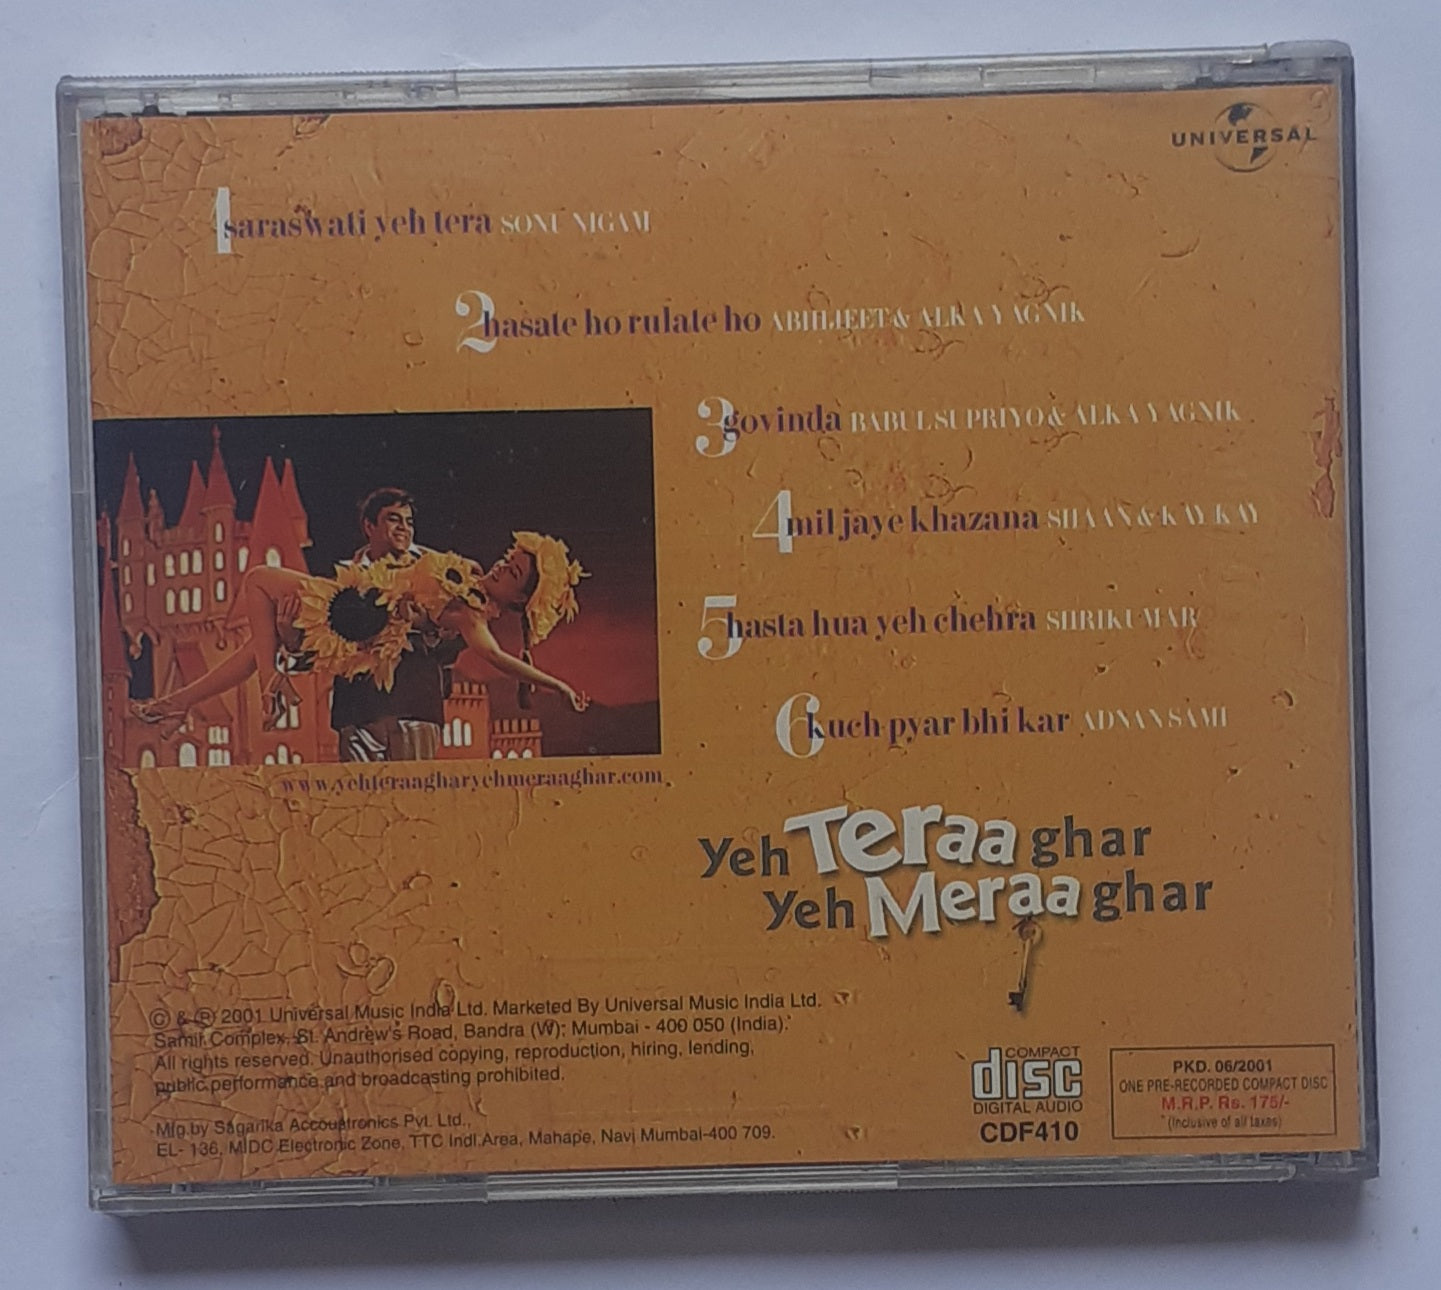 UNIVERSAL
1 saraswati yeh tera SONU NIGAM
2 hasate ho rulate ho ABHIJEET & ALKA YAGNIK
3 govinda BABUL SUPRIYO & ALKA YAGNIK
4 mil jaye khazana SHAAN & KAY KAY
5 hasta hua yeh chehra SHRIKUMAR
6 kuch pyar bhi kar ADNAN SAMI
www.yehteraagharyehmeraaghar.com
Yeh Teraa ghar
Yeh Meraa ghar
© & ℗ 2001 Universal Music India Ltd. Marketed By Universal Music India Ltd.
Samir Complex, St. Andrew's Road, Bandra (W): Mumbai - 400 050 (India).
All rights reserved. Unauthorised copying, reproduction, hiring, lending,
public performance and broadcasting prohibited.
Mfg.by Sagarika Accoustronics Pvt. Ltd.,
EL- 136, MIDC Electronic Zone, TTC Indl.Area, Mahape, Navi Mumbai-400 709.
COMPACT
disc
DIGITAL AUDIO
CDF410
PKD. 06/2001
ONE PRE-RECORDED COMPACT DISC
M.R.P. Rs. 175/-
(Inclusive of all taxes)